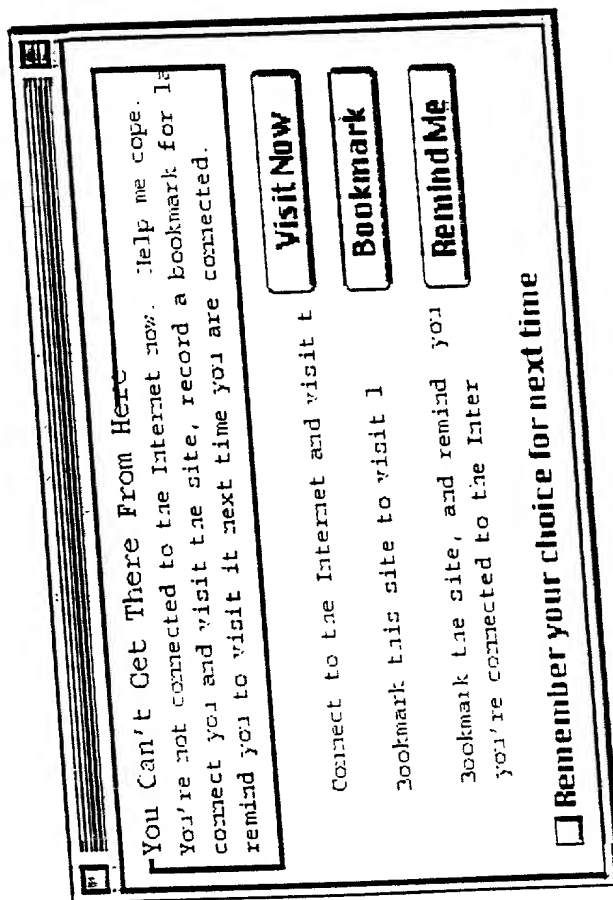 You Can't Get There From Here
You're not connected to the Internet now. Help me cope.
connect you and visit the site, record a bookmark for la
remind you to visit it next time you are connected.
Connect to the Internet and visit t
Visit Now
Bookmark this site to visit l
Bookmark
Bookmark the site, and remind you
you're connected to the Inter
Remind Me
Remember your choice for next time